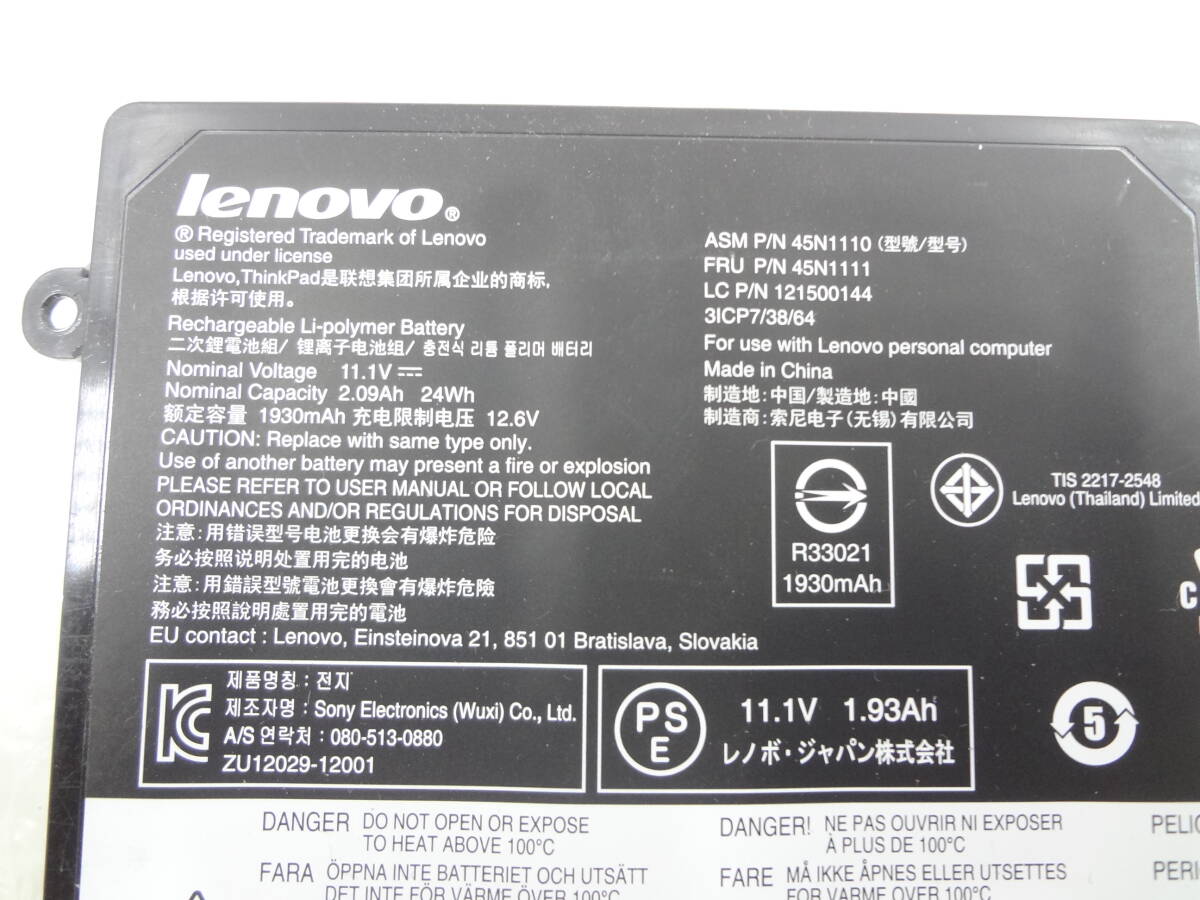 lenovo®
® Registered Trademark of Lenovo
used under license
Lenovo,ThinkPad是联想集团所属企业的商标,
根据许可使用。
Rechargeable Li-polymer Battery
二次鋰電池組/ 锂离子电池组/ 충전식 리튬 폴리머 배터리
Nominal Voltage 11.1V
Nominal Capacity 2.09Ah 24Wh
额定容量 1930mAh 充电限制电压 12.6V
CAUTION: Replace with same type only.
Use of another battery may present a fire or explosion
PLEASE REFER TO USER MANUAL OR FOLLOW LOCAL
ORDINANCES AND/OR REGULATIONS FOR DISPOSAL
注意:用错误型号电池更换会有爆炸危险
务必按照说明处置用完的电池
注意:用錯誤型號電池更換會有爆炸危險
務必按照說明處置用完的電池
EU contact : Lenovo, Einsteinova 21, 851 01 Bratislava, Slovakia
ASM P/N 45N1110 (型號/型号)
FRU P/N 45N1111
LC P/N 121500144
3ICP7/38/64
For use with Lenovo personal computer
Made in China
制造地:中国/製造地:中國
制造商:索尼电子(无锡)有限公司
R33021
1930mAh
TIS 2217-2548
Lenovo (Thailand) Limited
제품명칭 : 전지
제조자명 : Sony Electronics (Wuxi) Co., Ltd.
A/S 연락처 : 080-513-0880
ZU12029-12001
PS
E
11.1V 1.93Ah
レノボ・ジャパン株式会社
5
DANGER DO NOT OPEN OR EXPOSE
TO HEAT ABOVE 100°C
DANGER! NE PAS OUVRIR NI EXPOSER
À PLUS DE 100°C
FARA ÖPPNA INTE BATTERIET OCH UTSÄTT
DET INTE FÖR VÄRME ÖVER 100°C
FARE MÅ IKKE ÅPNES ELLER UTSETTES
FOR VARME OVER 100°C